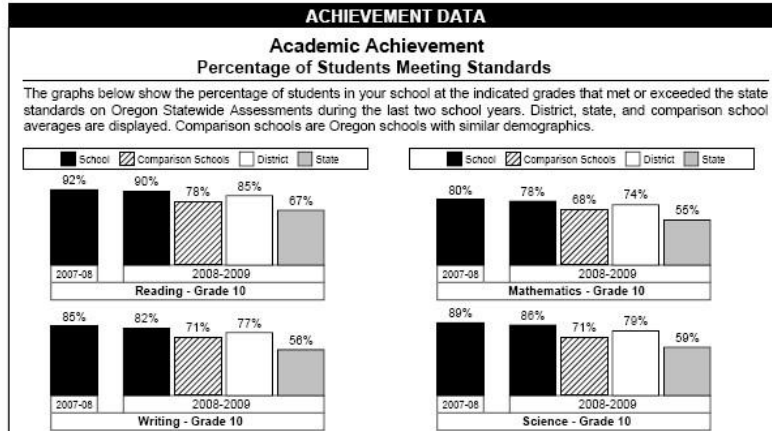 ACHIEVEMENT DATA
Academic Achievement
Percentage of Students Meeting Standards
The graphs below show the percentage of students in your school at the indicated grades that met or exceeded the state
standards on Oregon Statewide Assessments during the last two school years. District, state, and comparison school
averages are displayed. Comparison schools are Oregon schools with similar demographics.
School Comparison Schools District State
92% 90% 78% 85% 67%
2007-08 2008-2009
Reading - Grade 10
School Comparison Schools District State
80% 78% 68% 74% 55%
2007-08 2008-2009
Mathematics - Grade 10
85% 82% 71% 77% 56%
2007-08 2008-2009
Writing - Grade 10
89% 86% 71% 79% 59%
2007-08 2008-2009
Science - Grade 10